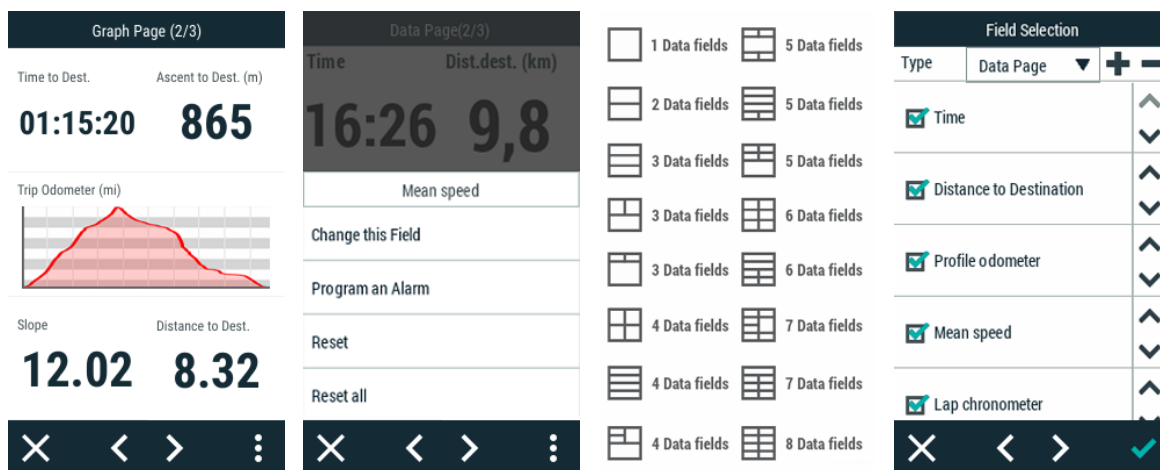 Graph Page (2/3)
Time to Dest.
Ascent to Dest. (m)
01:15:20
865
Trip Odometer (mi)
Slope
Distance to Dest.
12.02
8.32
Data Page(2/3)
Time
Dist.dest. (km)
16:26
9,8
Mean speed
Change this Field
Program an Alarm
Reset
Reset all
1 Data fields
5 Data fields
2 Data fields
5 Data fields
3 Data fields
5 Data fields
3 Data fields
6 Data fields
3 Data fields
6 Data fields
4 Data fields
7 Data fields
4 Data fields
7 Data fields
4 Data fields
8 Data fields
Field Selection
Type
Data Page
Time
Distance to Destination
Profile odometer
Mean speed
Lap chronometer